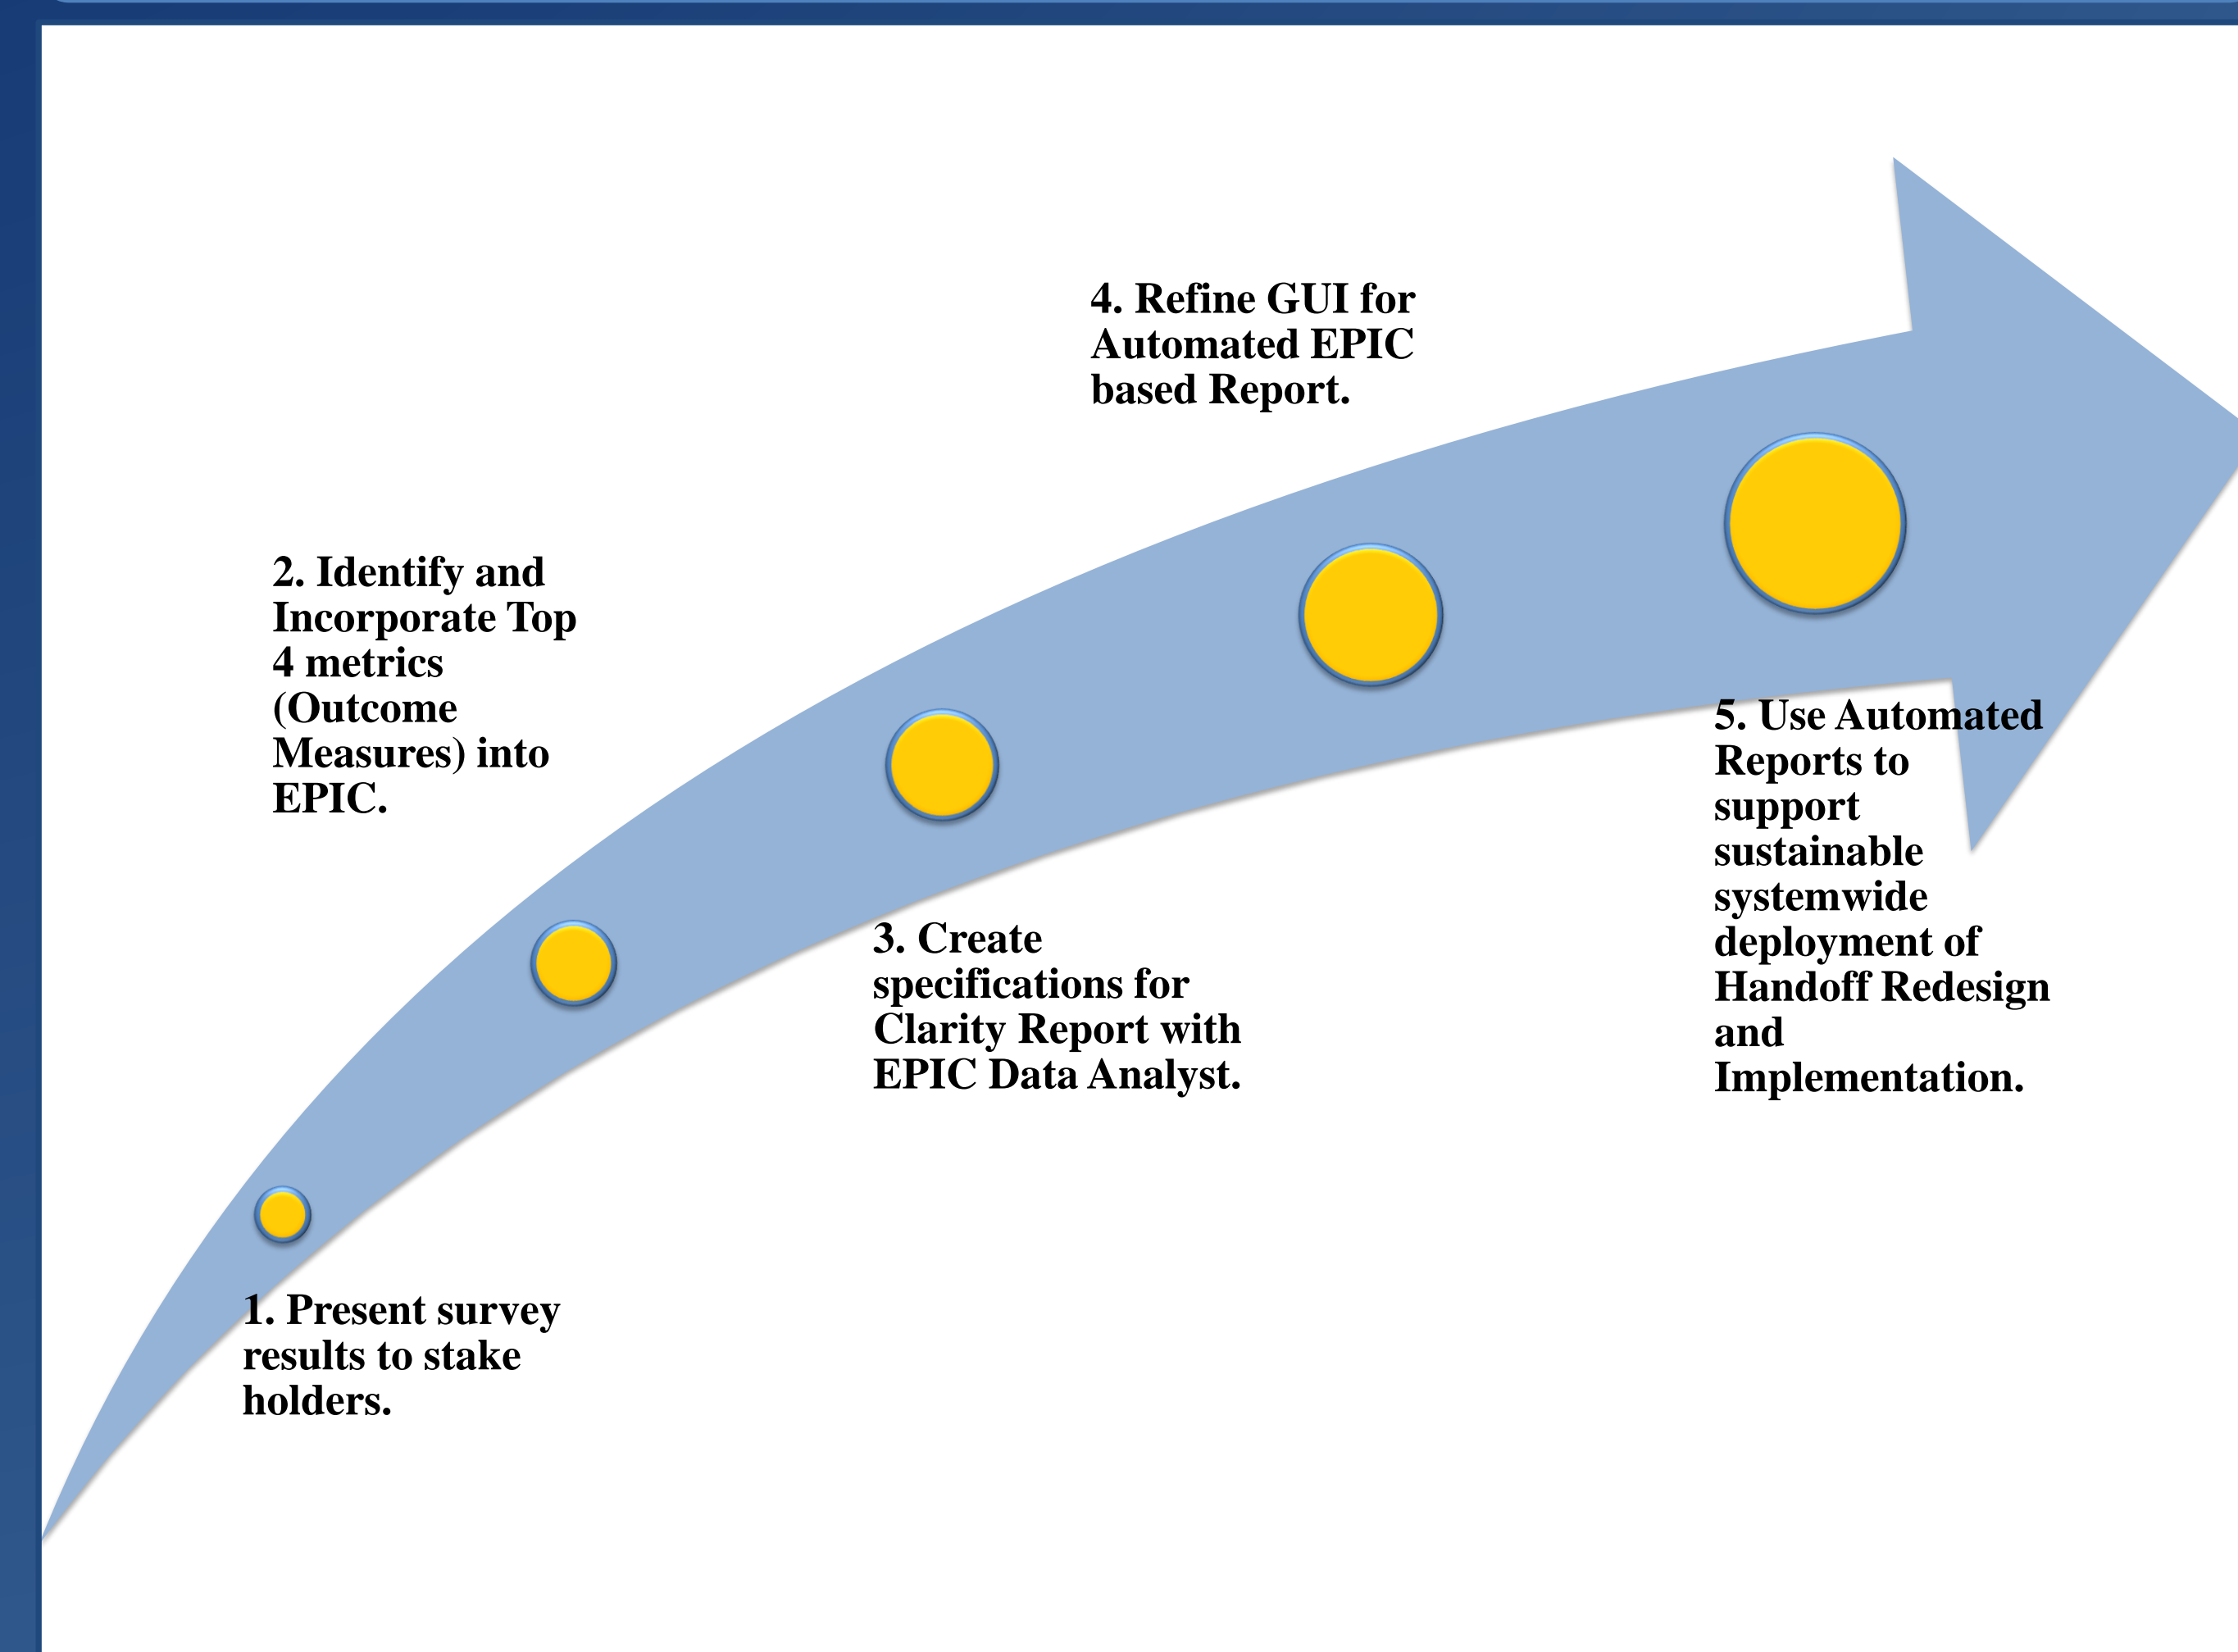 1. Present survey
results to stake
holders.
2. Identify and
Incorporate Top
4 metrics
(Outcome
Measures) into
EPIC.
3. Create
specifications for
Clarity Report with
EPIC Data Analyst.
4. Refine GUI for
Automated EPIC
based Report.
5. Use Automated
Reports to
support
sustainable
systemwide
deployment of
Handoff Redesign
and
Implementation.